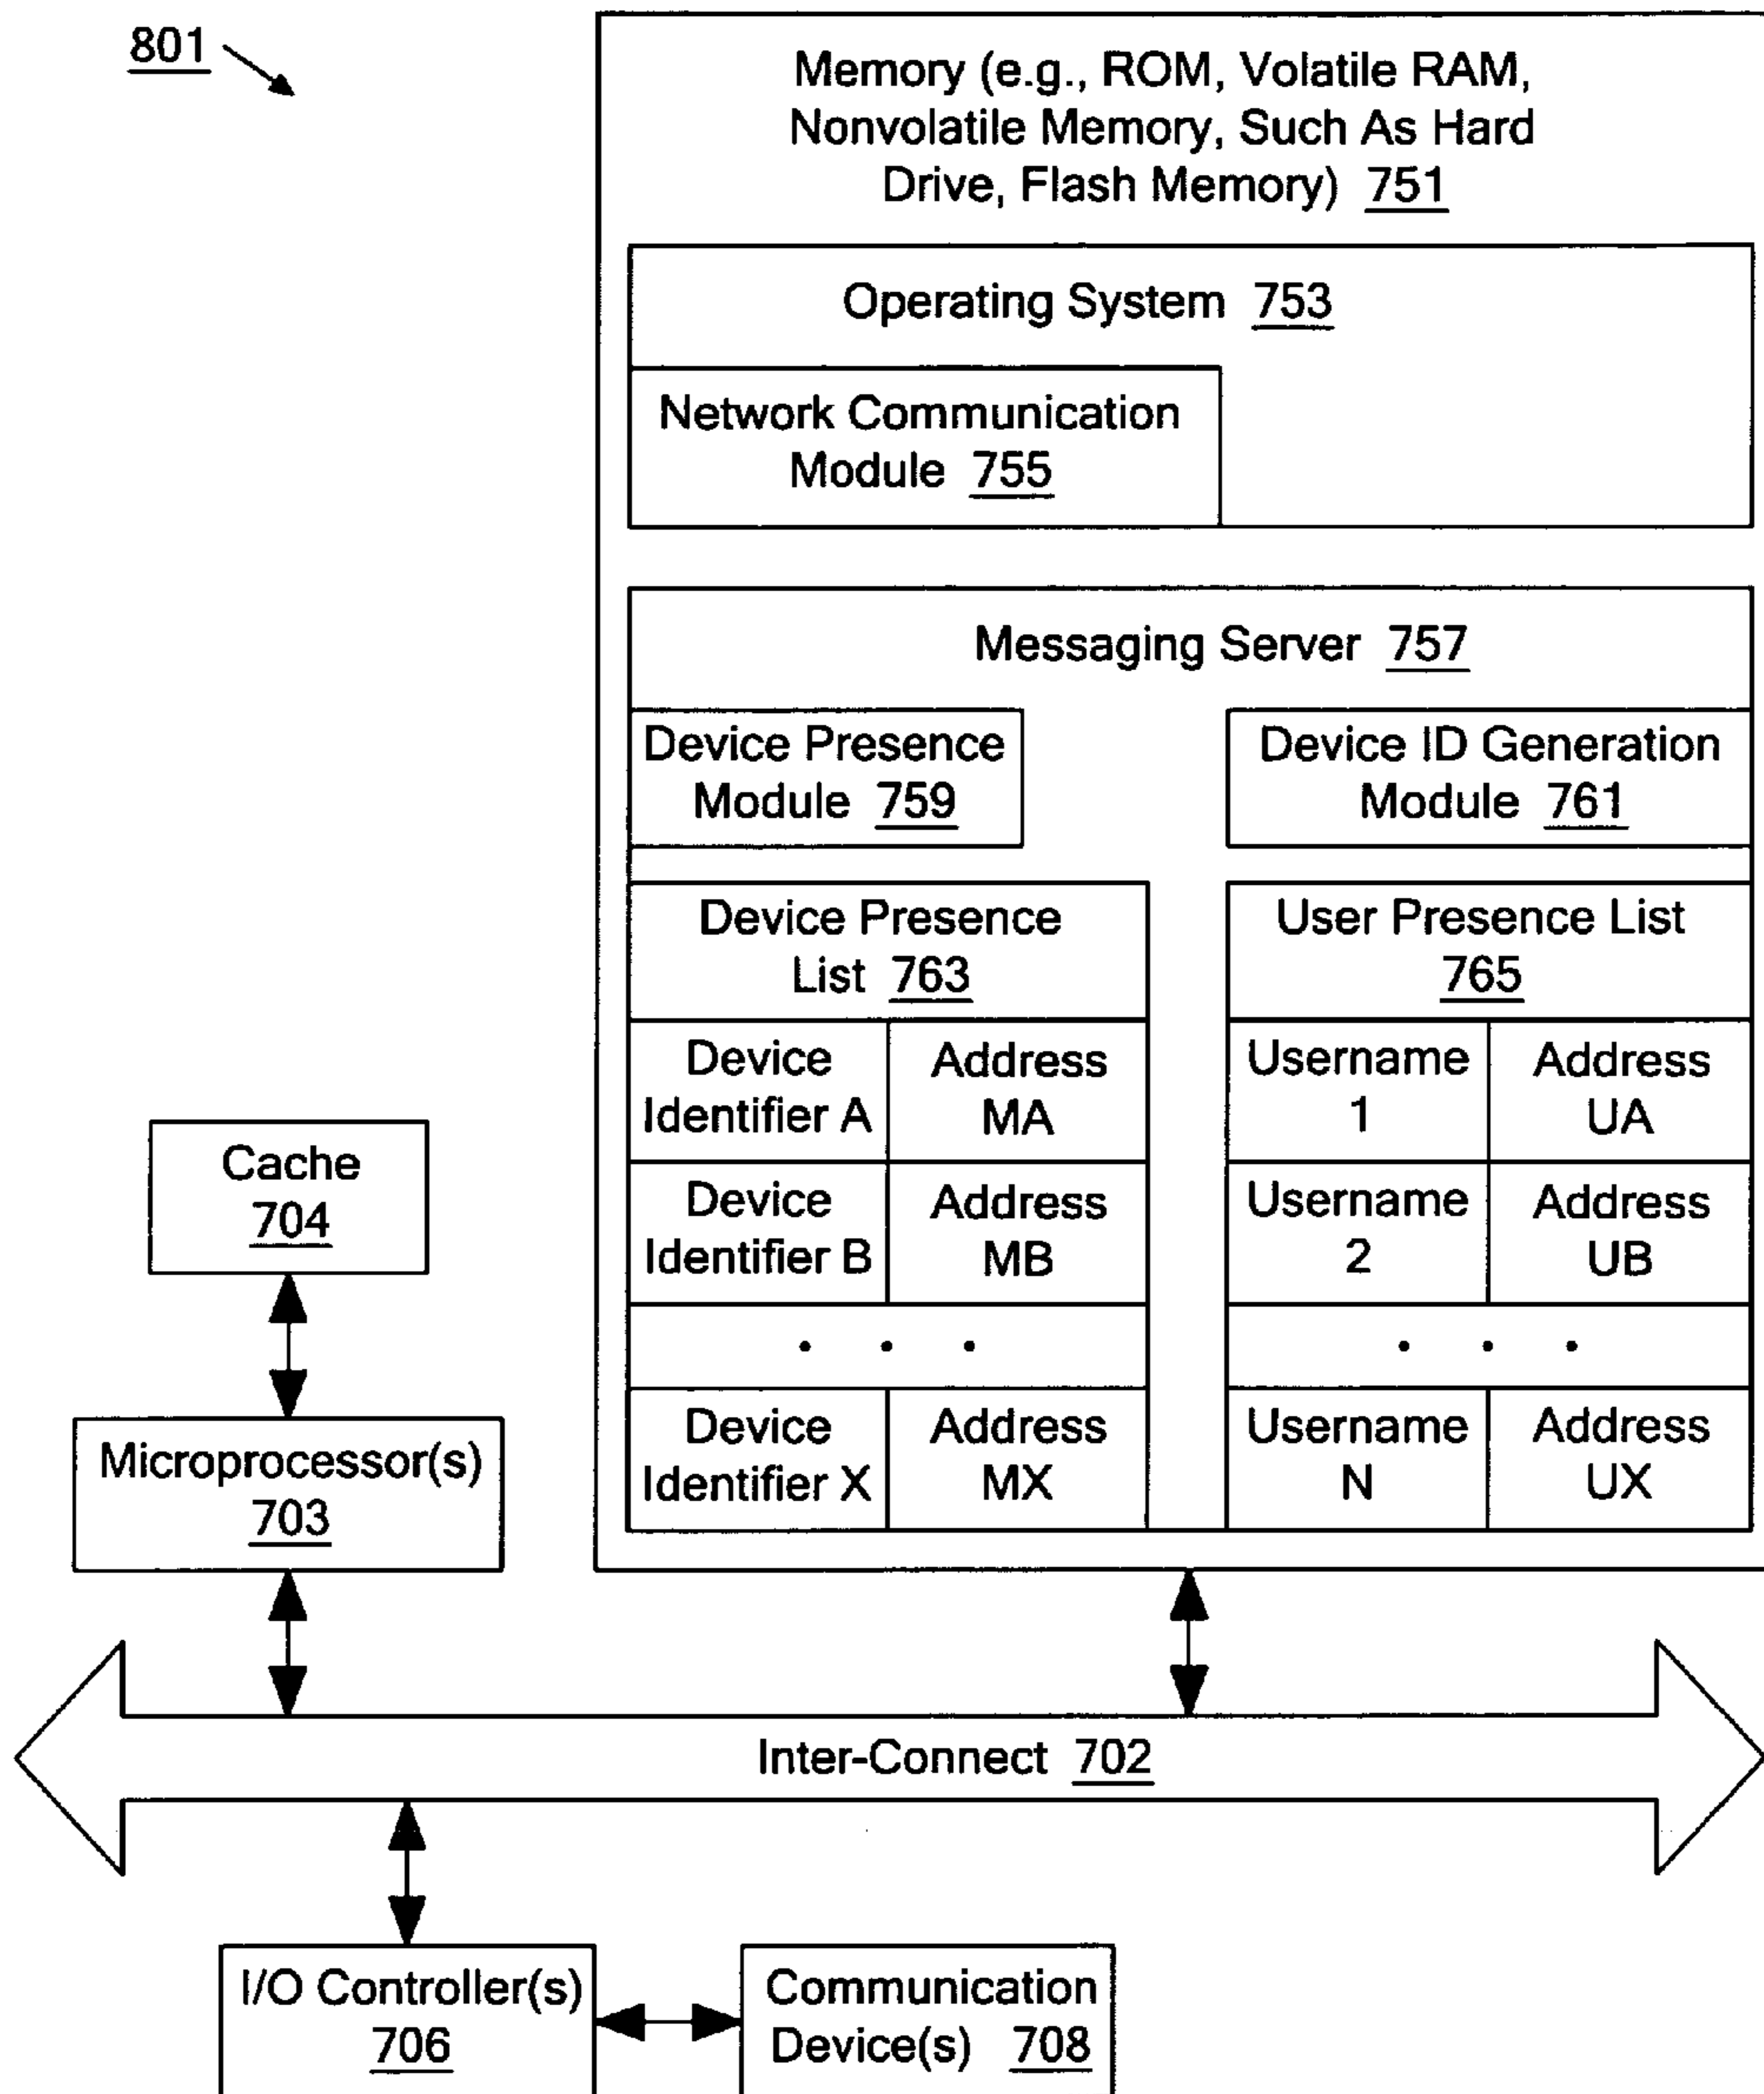 801
Memory (e.g., ROM, Volatile RAM,
Nonvolatile Memory, Such As Hard
Drive, Flash Memory) 751
Operating System 753
Network Communication
Module 755
Messaging Server 757
Device Presence
Module 759
Device ID Generation
Module 761
Device Presence
List 763
Device
Identifier A
Address
MA
Device
Identifier B
Address
MB
. . .
Device
Identifier X
Address
MX
User Presence List
765
Username
1
Address
UA
Username
2
Address
UB
. . .
Username
N
Address
UX
Cache
704
Microprocessor(s)
703
Inter-Connect 702
I/O Controller(s)
706
Communication
Device(s) 708